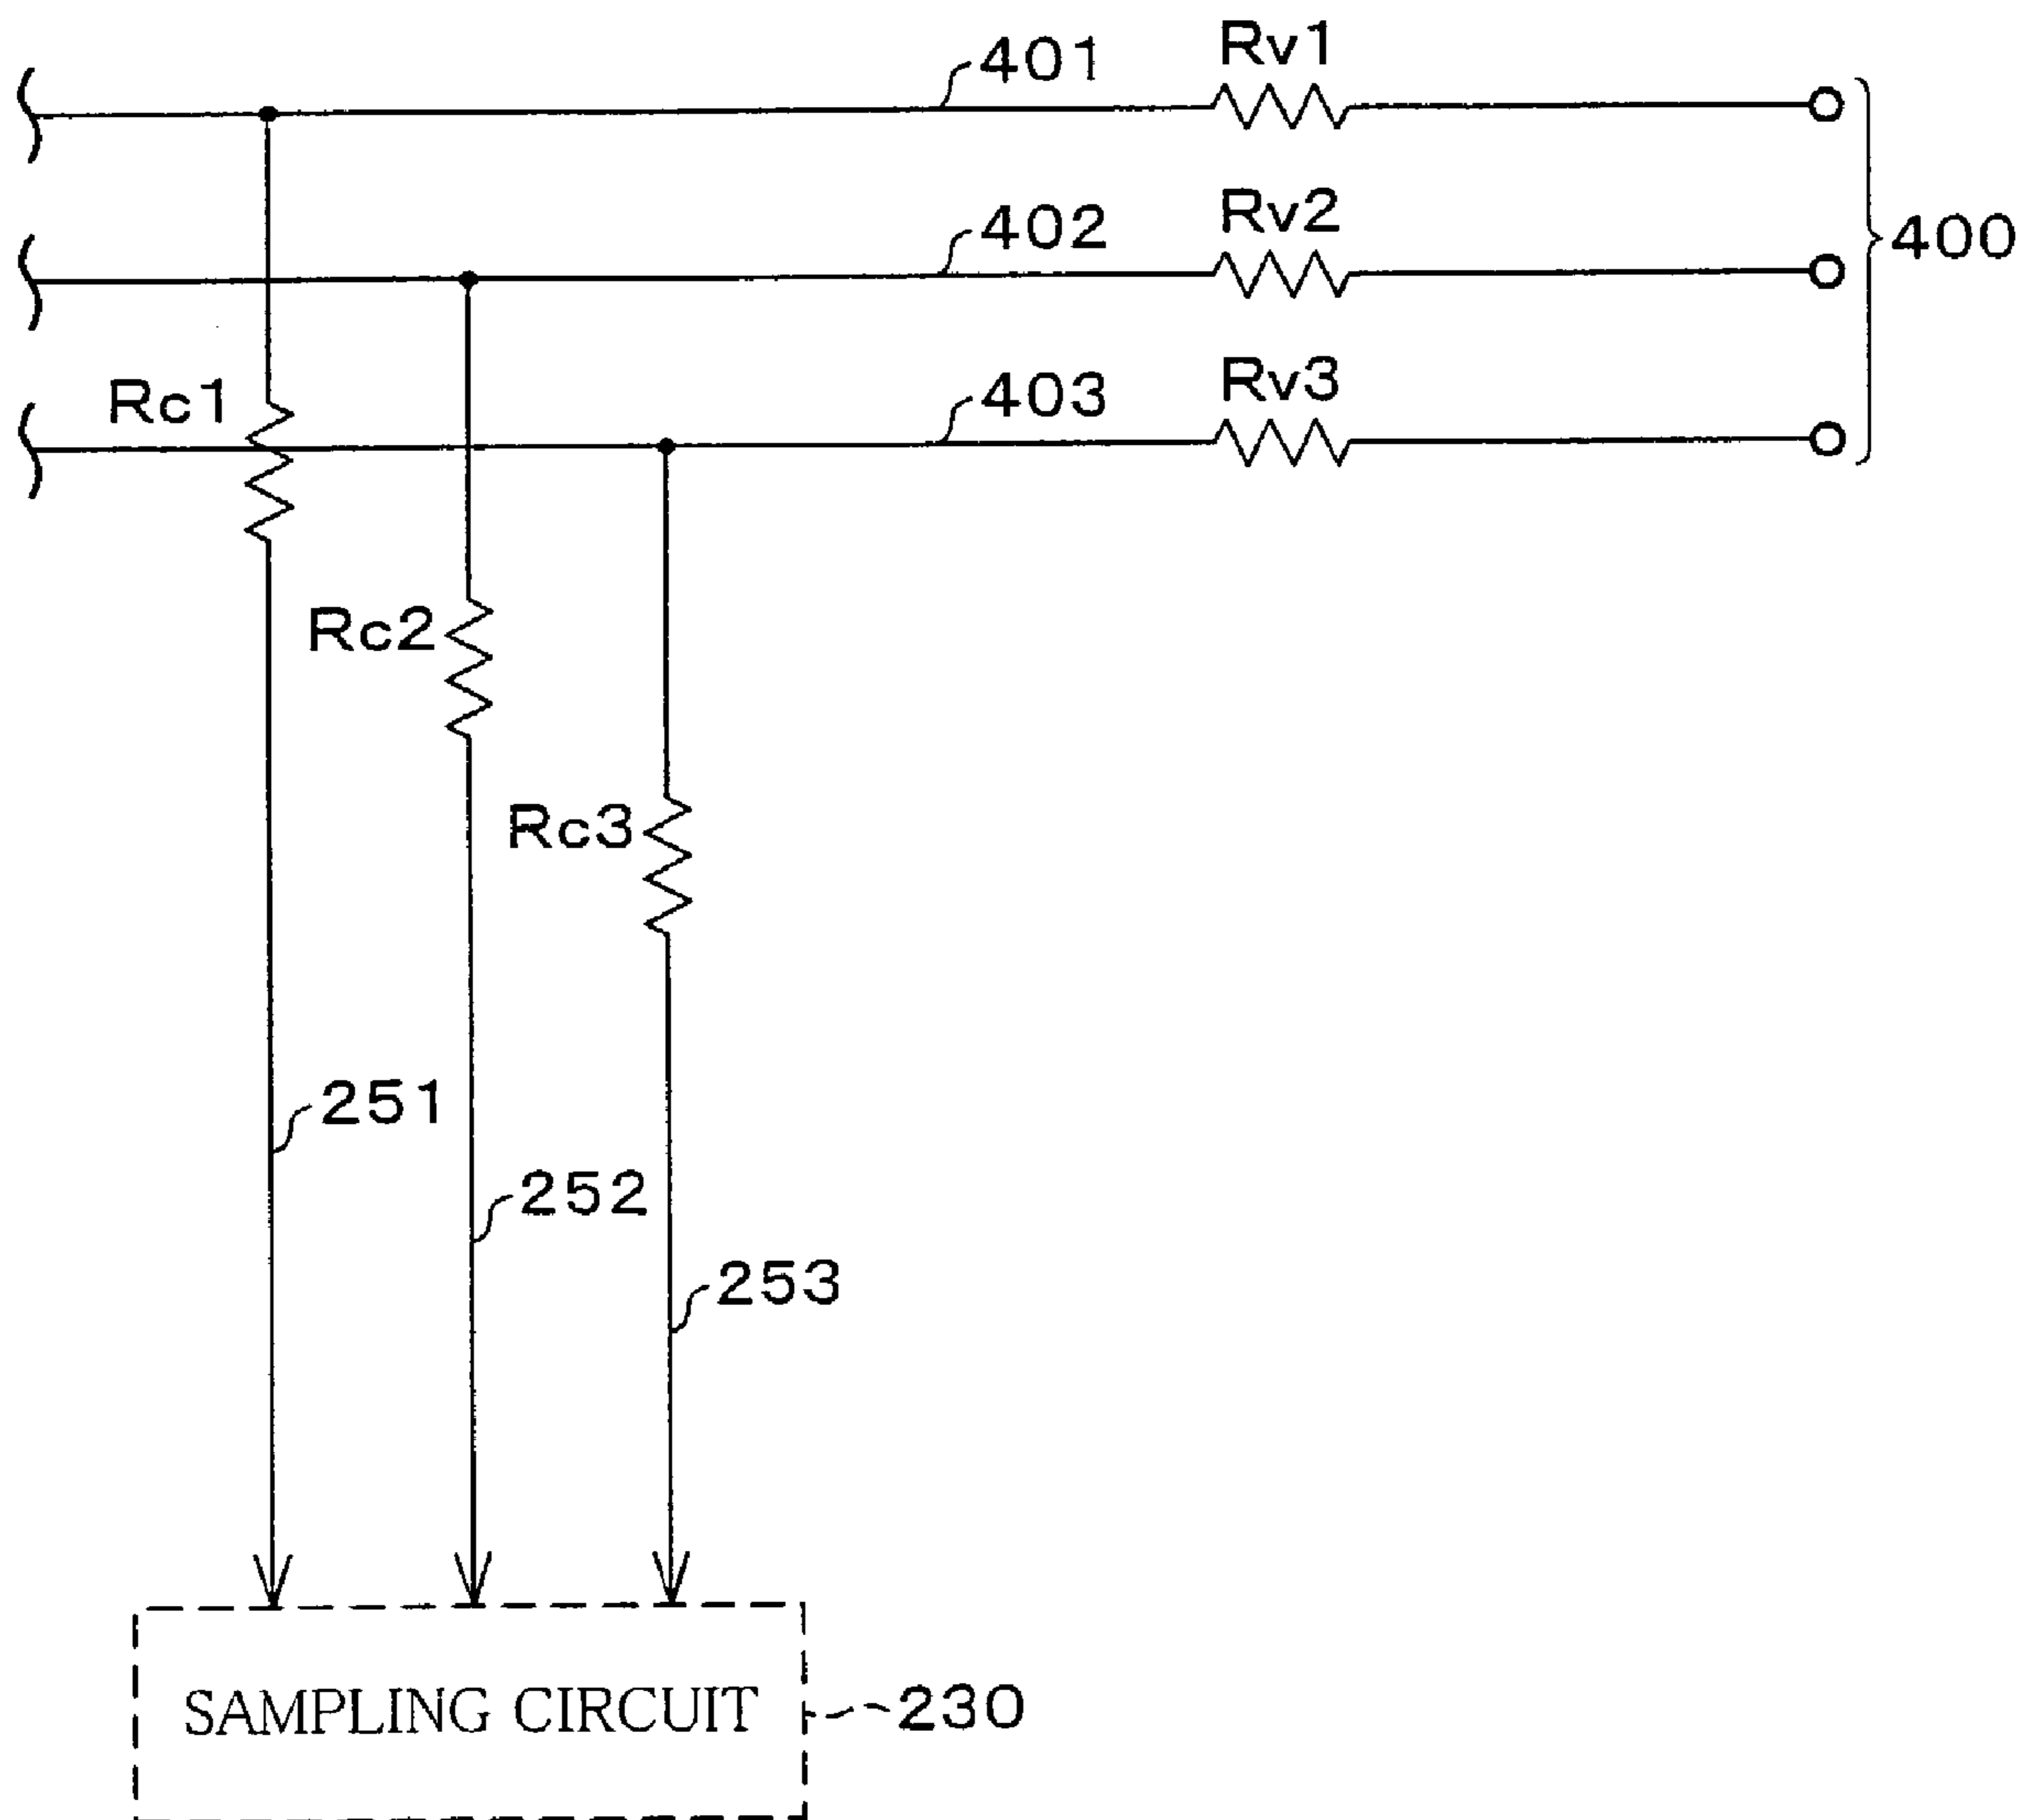 Rv1
401
Rv2
402
400
Rv3
403
Rc1
Rc2
Rc3
251
252
253
SAMPLING CIRCUIT
230